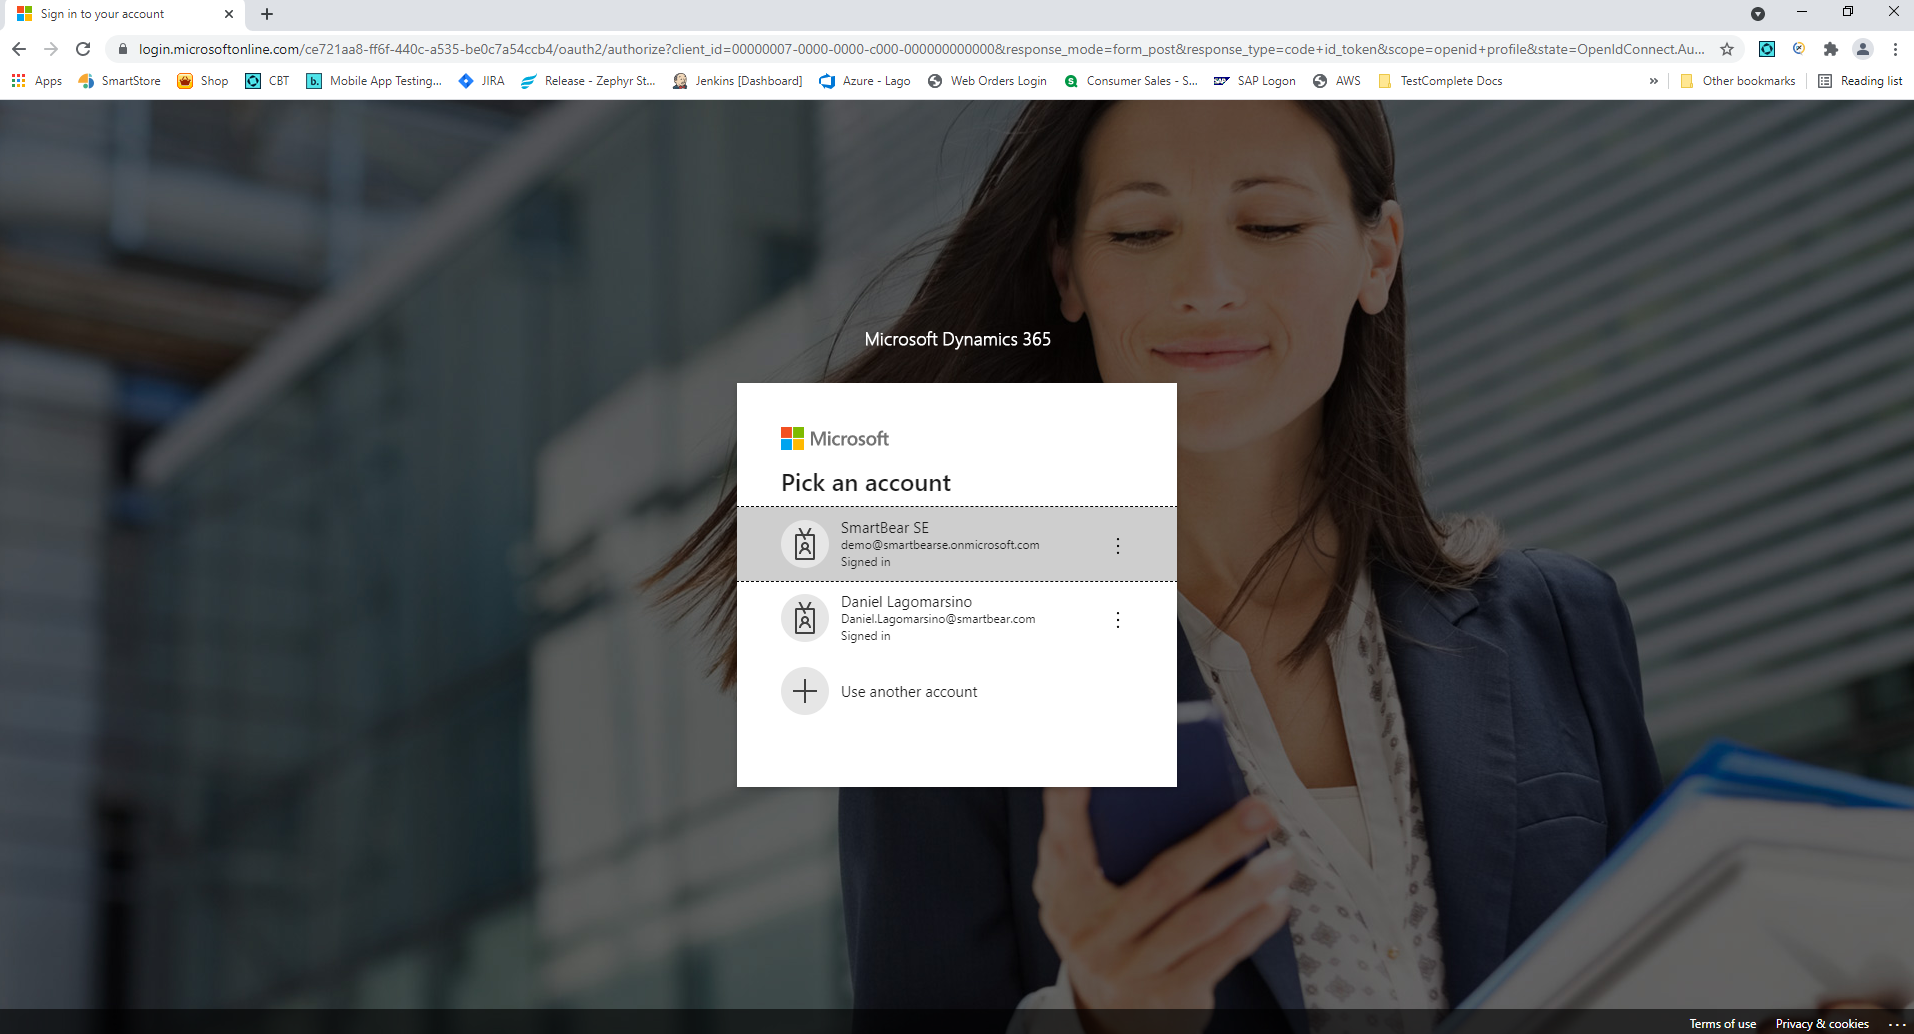 Sign in to your account
login.microsoftonline.com/ce721aa8-ff6f-440c-a535-be0c7a54ccb4/oauth2/authorize?client_id=00000007-0000-0000-c000-000000000000&response_mode=form_post&response_type=code+id_token&scope=openid+profile&state=OpenIdConnect.Au...
Apps SmartStore Shop CBT b. Mobile App Testing... JIRA Release - Zephyr St... Jenkins [Dashboard] Azure - Lago Web Orders Login S Consumer Sales - S... SAP SAP Logon AWS TestComplete Docs » Other bookmarks Reading list
Microsoft Dynamics 365
Microsoft
Pick an account
SmartBear SE
demo@smartbearse.onmicrosoft.com
Signed in
Daniel Lagomarsino
Daniel.Lagomarsino@smartbear.com
Signed in
Use another account
Terms of use Privacy & cookies ...